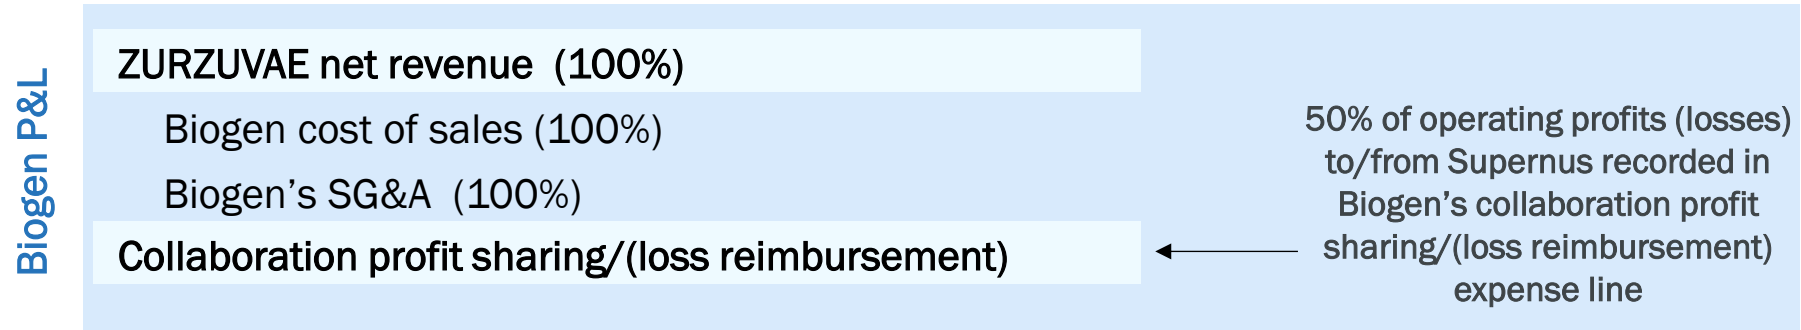 Biogen P&L
ZURZUVAE net revenue  (100%)
Biogen cost of sales (100%)
Biogen’s SG&A  (100%)
Collaboration profit sharing/(loss reimbursement)
50% of operating profits (losses)
to/from Supernus recorded in
Biogen’s collaboration profit
sharing/(loss reimbursement)
expense line